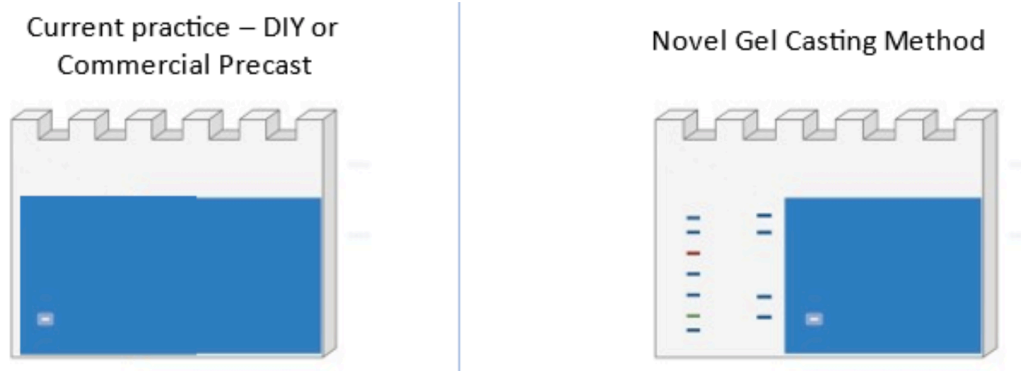 Current practice – DIY or
Commercial Precast
Novel Gel Casting Method